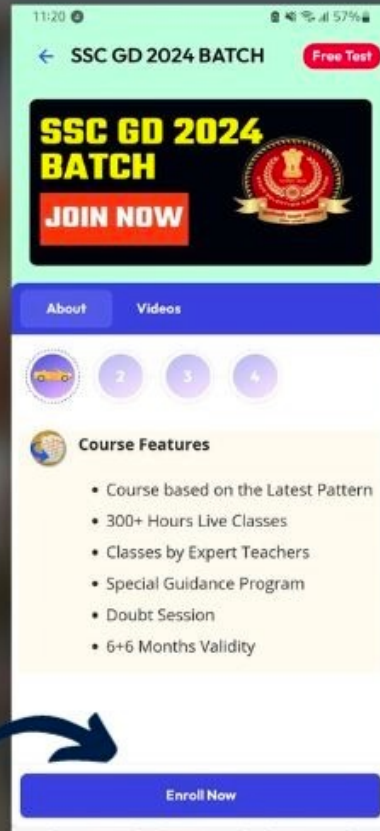 11:20
57%
SSC GD 2024 BATCH
Free Test
SSC GD 2024
BATCH
JOIN NOW
About Videos
2 3 4
Course Features
• Course based on the Latest Pattern
• 300+ Hours Live Classes
• Classes by Expert Teachers
• Special Guidance Program
• Doubt Session
• 6+6 Months Validity
Enroll Now